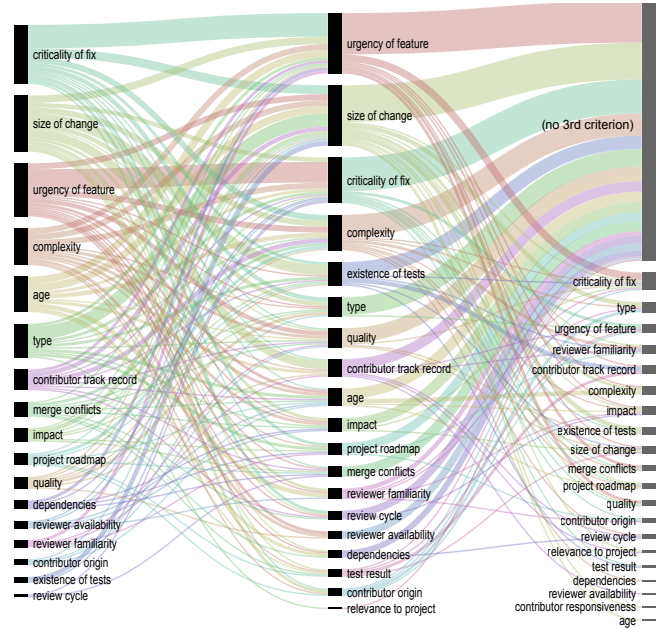 criticality of fix
size of change
urgency of feature
complexity
age
type
contributor track record
merge conflicts
impact
project roadmap
quality
dependencies
reviewer availability
reviewer familiarity
contributor origin
existence of tests
review cycle
urgency of feature
size of change
criticality of fix
complexity
existence of tests
type
quality
contributor track record
age
impact
project roadmap
merge conflicts
reviewer familiarity
review cycle
reviewer availability
dependencies
test result
contributor origin
relevance to project
(no 3rd criterion)
criticality of fix
type
urgency of feature
reviewer familiarity
contributor track record
complexity
impact
existence of tests
size of change
merge conflicts
project roadmap
quality
contributor origin
review cycle
relevance to project
test result
dependencies
reviewer availability
contributor responsiveness
age